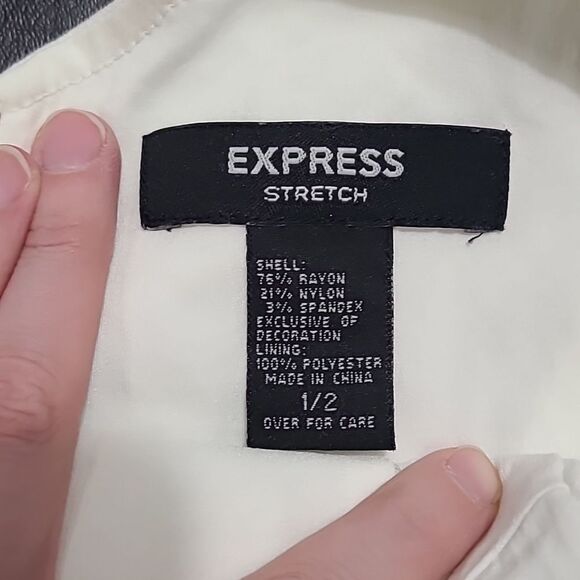 EXPRESS
STRETCH
SHELL:
76% RAYON
21% NYLON
3% SPANDEX
EXCLUSIVE OF
DECORATION
LINING:
100% POLYESTER
MADE IN CHINA
1/2
OVER FOR CARE